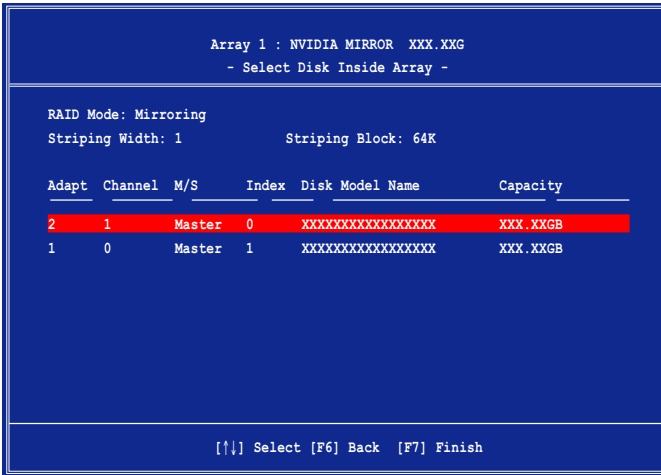 Array 1 : NVIDIA MIRROR XXX.XXG
- Select Disk Inside Array -
RAID Mode: Mirroring
Striping Width: 1 Striping Block: 64K
Adapt Channel M/S Index Disk Model Name Capacity
2 1 Master 0 XXXXXXXXXXXXXXXXX XXX.XXGB
1 0 Master 1 XXXXXXXXXXXXXXXXX XXX.XXGB
[↑↓] Select [F6] Back [F7] Finish